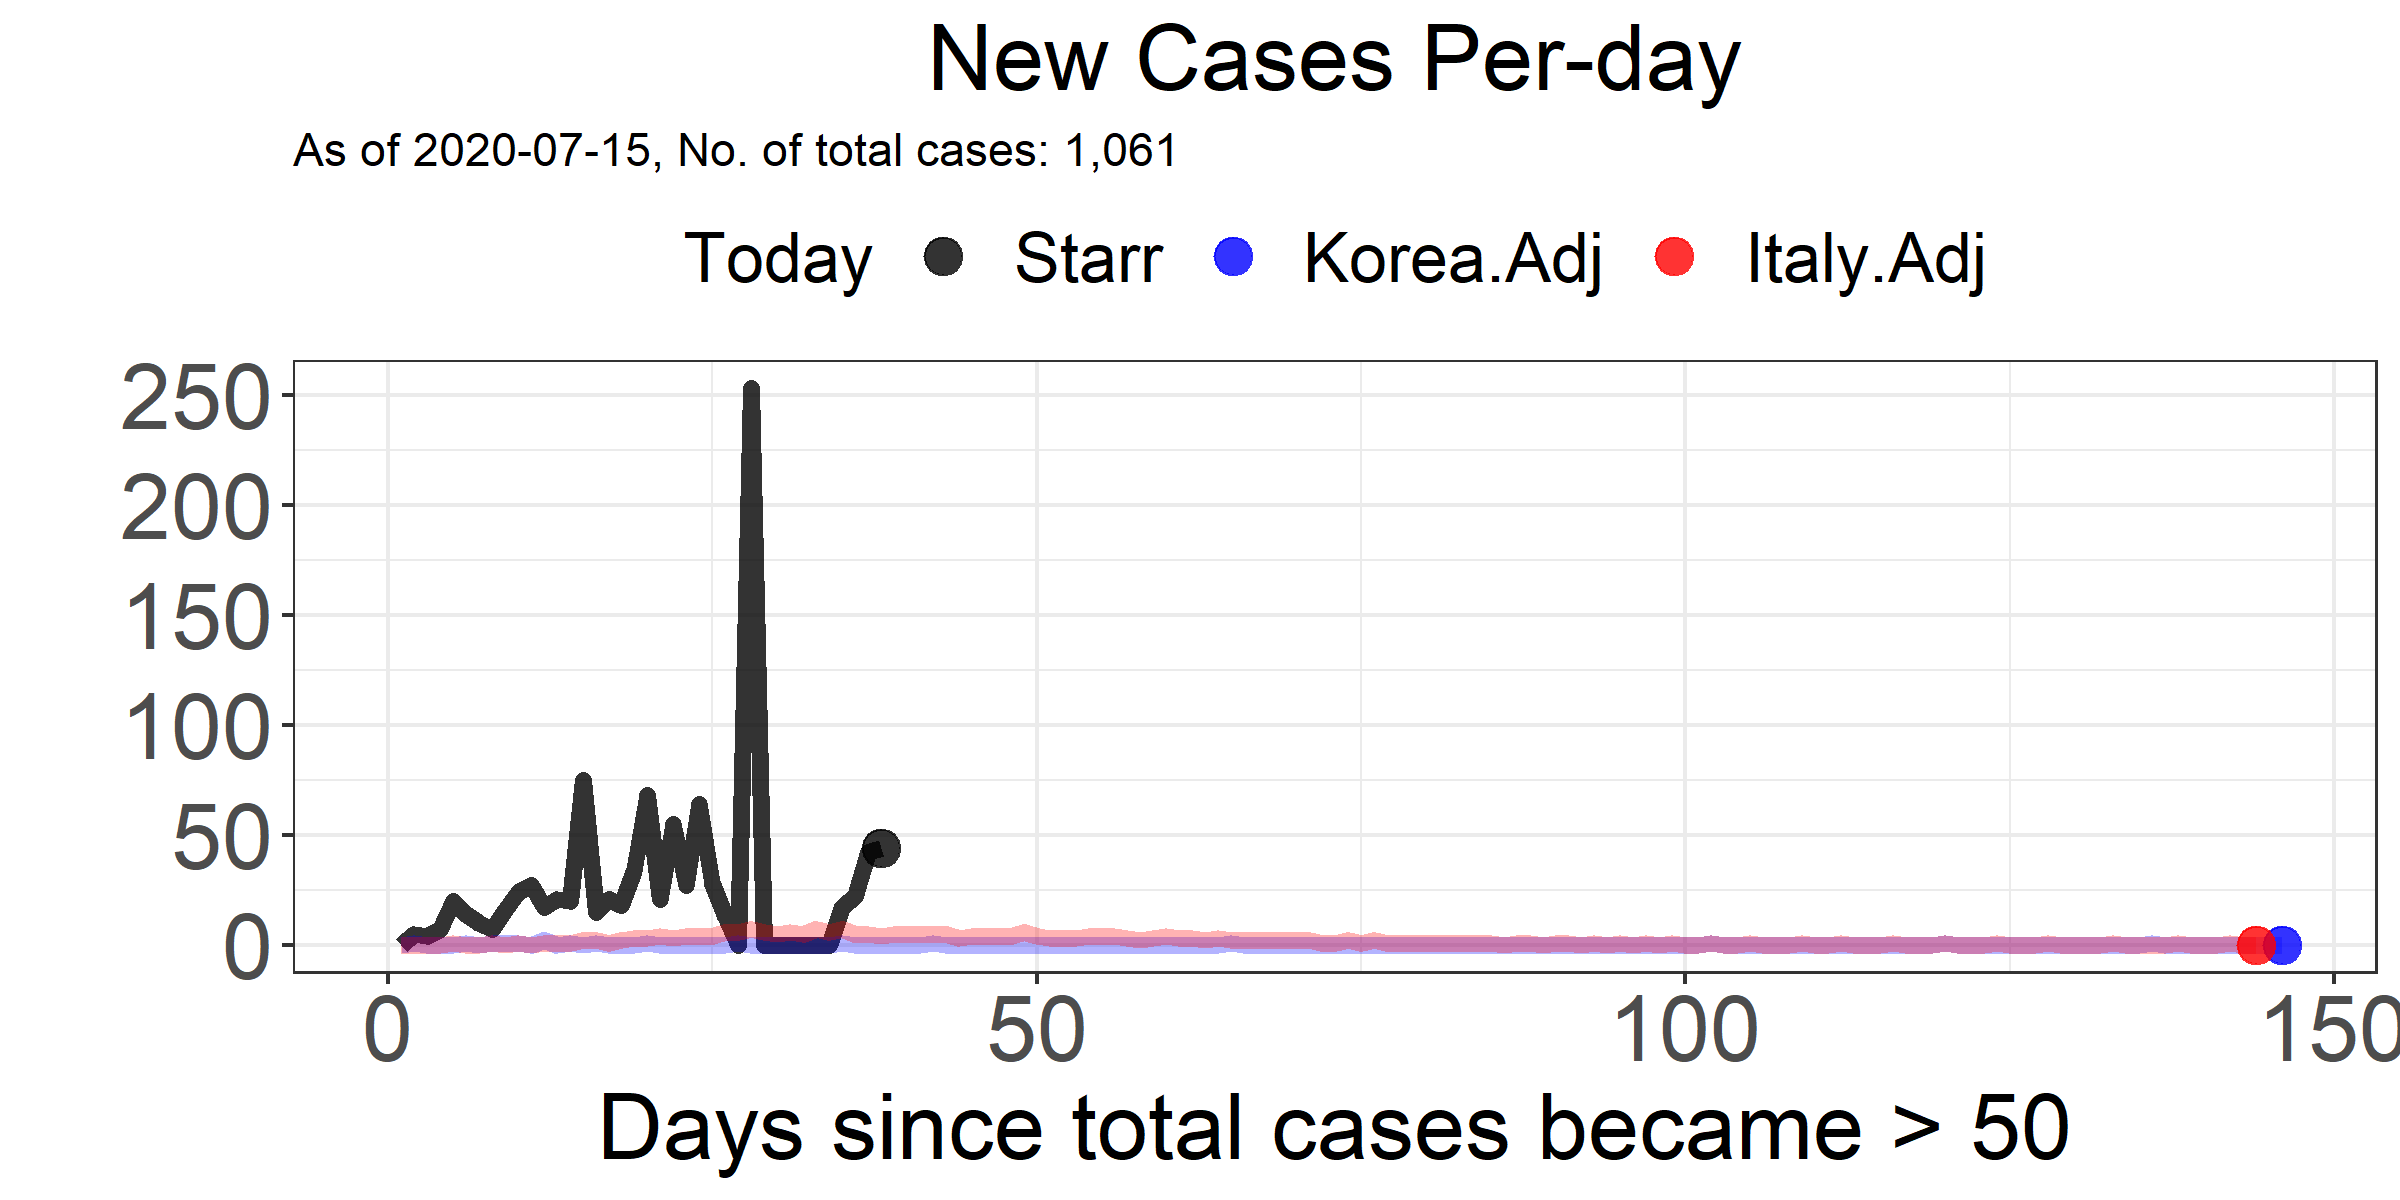 New Cases Per-day
As of 2020-07-15, No. of total cases: 1,061
Today Starr Korea.Adj Italy.Adj
250
200
150
100
50
0
0 50 100 150
Days since total cases became > 50